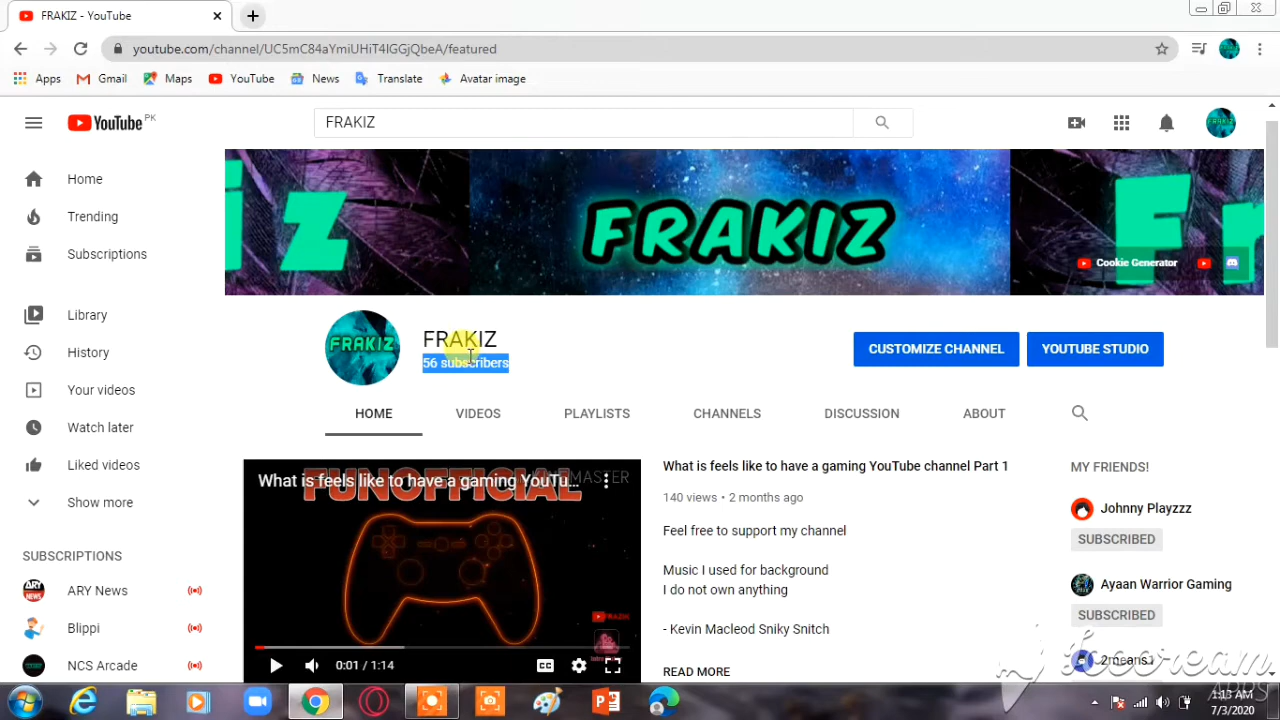 FRAKIZ - YouTube
youtube.com/channel/UC5mC84aYmiUHiT4IGGjQbeA/featured
Apps Gmail Maps YouTube News Translate Avatar image
YouTube PK
FRAKIZ
FRAKIZ
Home
Trending
Subscriptions
Library
History
Your videos
Watch later
Liked videos
Show more
SUBSCRIPTIONS
ARY News
Blippi
NCS Arcade
iz
FRAKIZ
Fr
Cookie Generator
FRAKIZ
FRAKIZ
56 subscribers
CUSTOMIZE CHANNEL YOUTUBE STUDIO
HOME VIDEOS PLAYLISTS CHANNELS DISCUSSION ABOUT
What is feels like to have a gaming YouTu...
FUNOFFICIAL
0:01 / 1:14
CC
What is feels like to have a gaming YouTube channel Part 1
140 views • 2 months ago
Feel free to support my channel
Music I used for background
I do not own anything
- Kevin Macleod Sniky Snitch
READ MORE
MY FRIENDS!
Johnny Playzzz
SUBSCRIBED
Ayaan Warrior Gaming
SUBSCRIBED
APPS
1:13 AM
7/3/2020